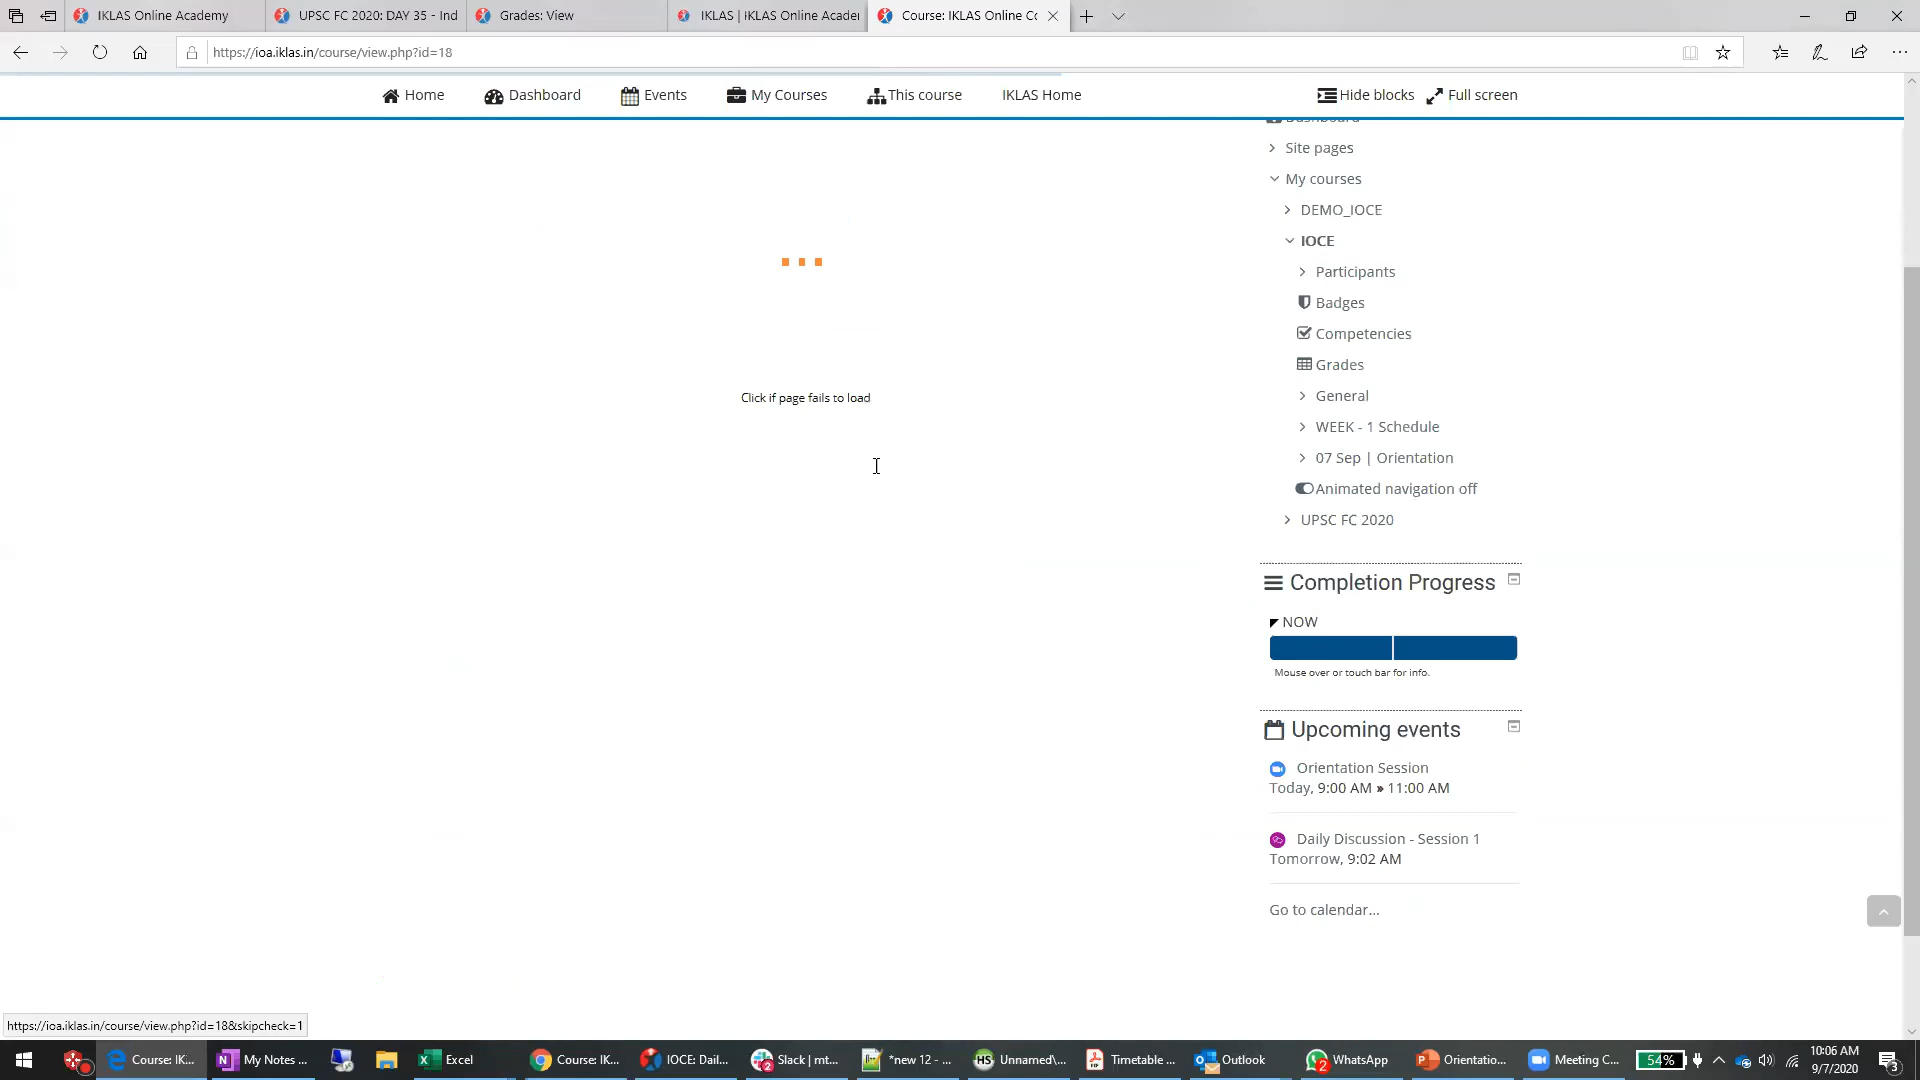 IKLAS Online Academy
UPSC FC 2020: DAY 35 - Ind
Grades: View
IKLAS | iKLAS Online Acader
Course: IKLAS Online Co
https://ioa.iklas.in/course/view.php?id=18
Home
Dashboard
Events
My Courses
This course
IKLAS Home
Hide blocks
Full screen
Dashboard
Site pages
My courses
DEMO_IOCE
IOCE
Participants
Badges
Competencies
Grades
General
WEEK - 1 Schedule
07 Sep | Orientation
Animated navigation off
UPSC FC 2020
Click if page fails to load
Completion Progress
NOW
Mouse over or touch bar for info.
Upcoming events
Orientation Session
Today, 9:00 AM » 11:00 AM
Daily Discussion - Session 1
Tomorrow, 9:02 AM
Go to calendar...
https://ioa.iklas.in/course/view.php?id=18&skipcheck=1
Course: IK...
My Notes ...
Excel
Course: IK...
IOCE: Dail...
Slack | mt...
*new 12 - ...
Unnamed\...
Timetable ...
Outlook
WhatsApp
Orientatio...
Meeting C...
54%
10:06 AM
9/7/2020